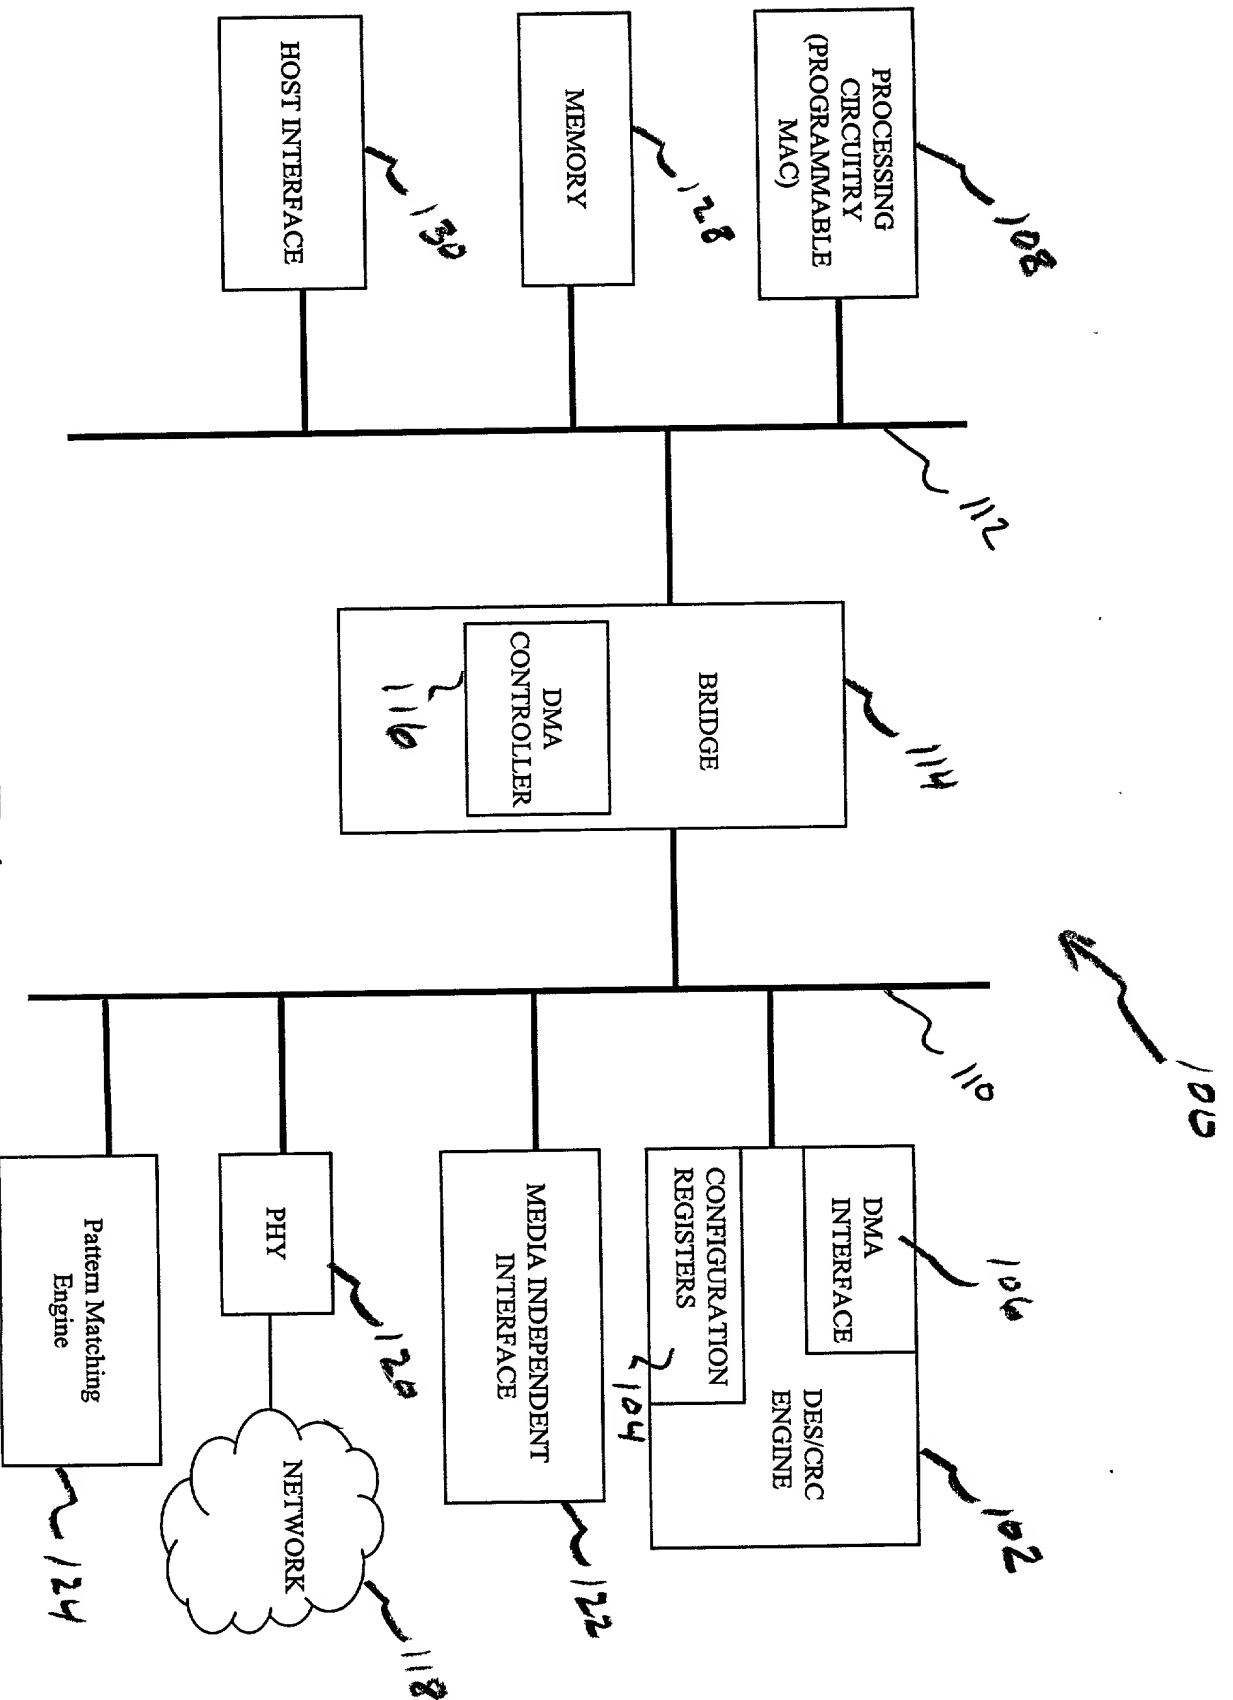 100
PROCESSING
CIRCUITRY
(PROGRAMMABLE
MAC)
108
MEMORY
128
HOST INTERFACE
130
112
BRIDGE
114
DMA
CONTROLLER
116
110
DMA
INTERFACE
106
DES/CRC
ENGINE
102
CONFIGURATION
REGISTERS
104
MEDIA INDEPENDENT
INTERFACE
122
PHY
120
NETWORK
118
Pattern Matching
Engine
124